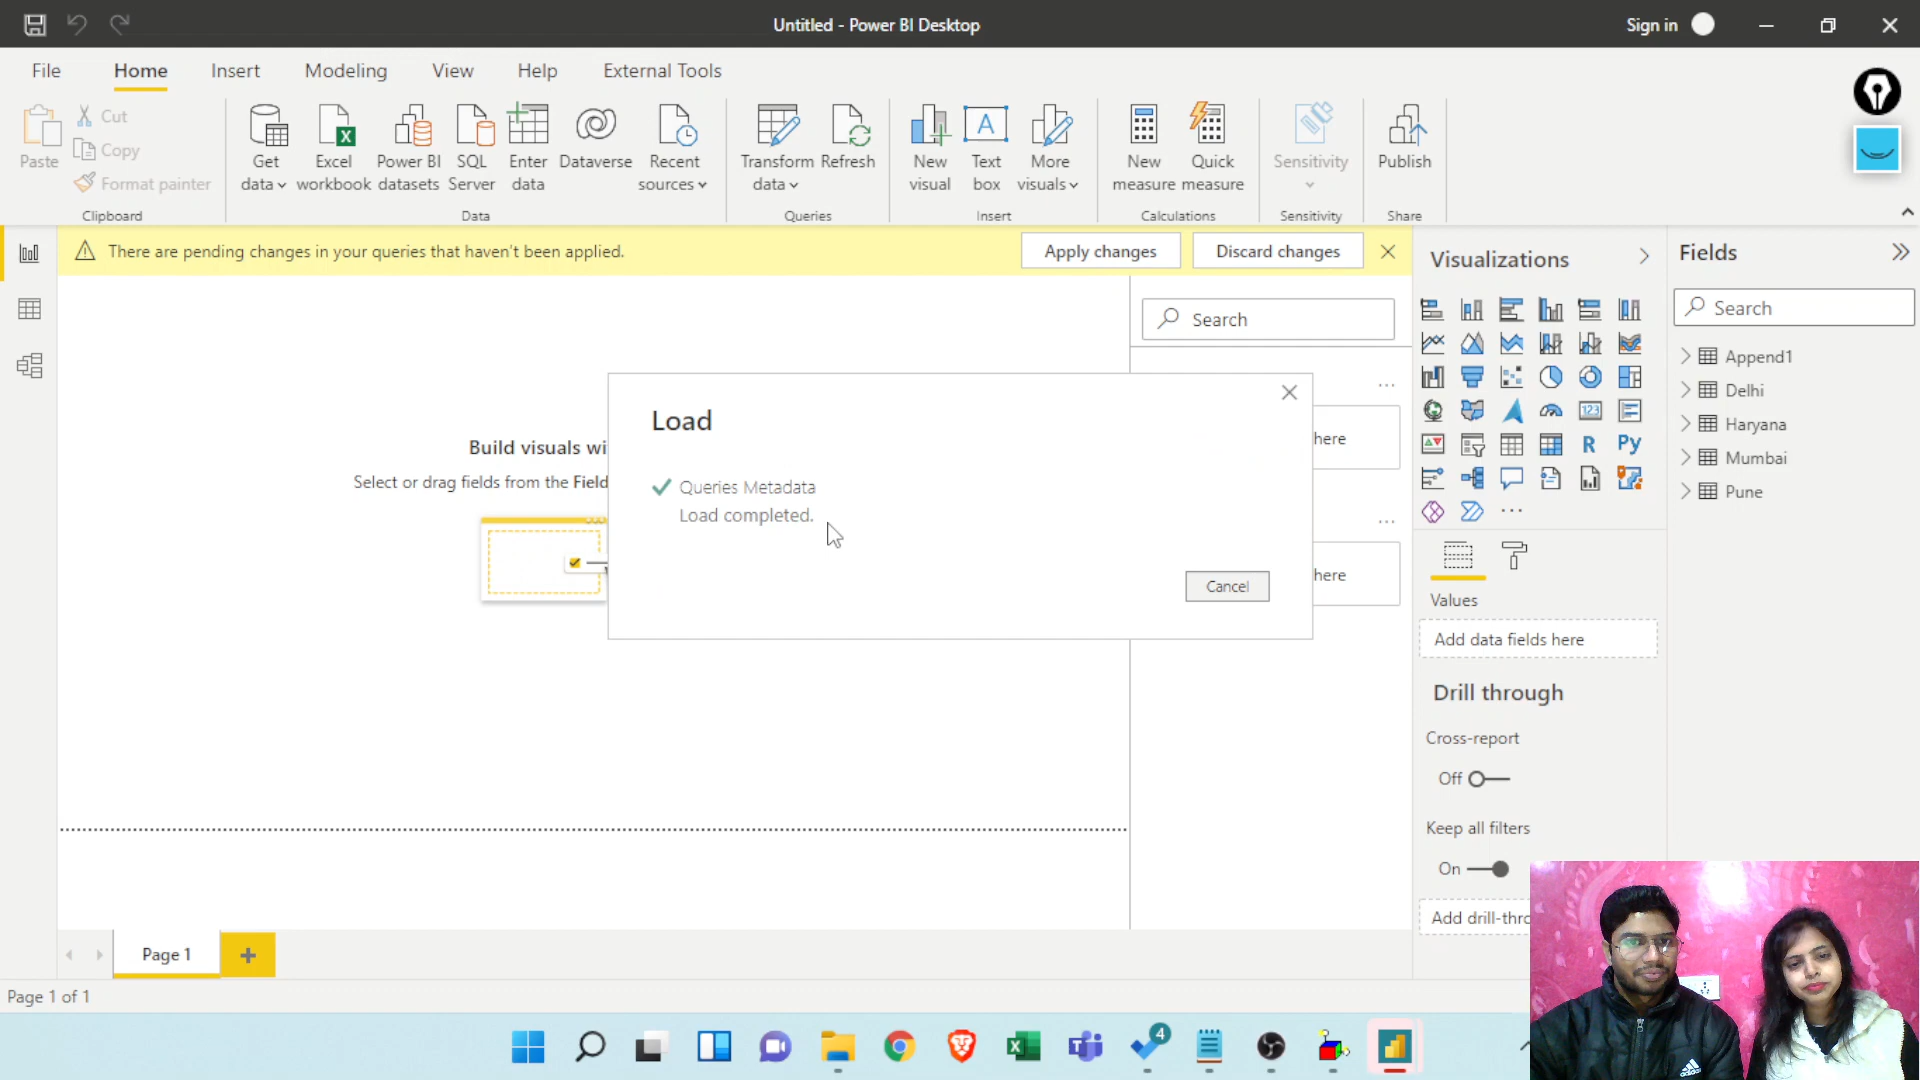 Untitled - Power BI Desktop
Sign in
File
Home
Insert
Modeling
View
Help
External Tools
Paste
Cut
Copy
Format painter
Clipboard
Get data
Excel workbook
Power BI datasets
SQL Server
Enter data
Dataverse
Recent sources
Data
Transform data
Refresh
Queries
New visual
Text box
More visuals
Insert
New measure
Quick measure
Calculations
Sensitivity
Sensitivity
Publish
Share
There are pending changes in your queries that haven't been applied.
Apply changes
Discard changes
Search
here
here
Build visuals wi
Select or drag fields from the Field
Load
Queries Metadata
Load completed.
Cancel
Visualizations
123
R
Py
Values
Add data fields here
Drill through
Cross-report
Off
Keep all filters
On
Add drill-thro
Fields
Search
Append1
Delhi
Haryana
Mumbai
Pune
Page 1
Page 1 of 1
4